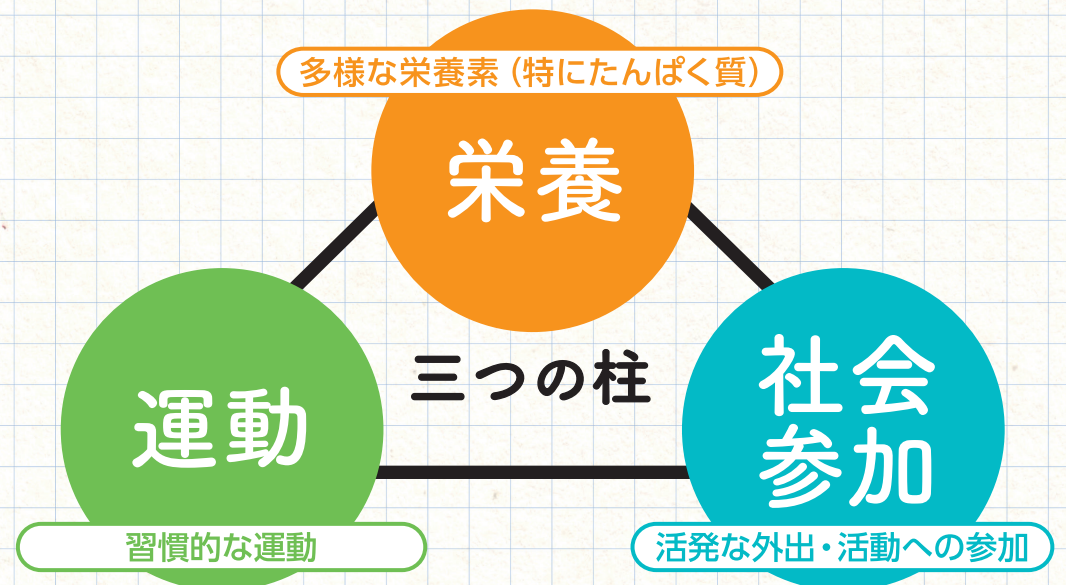 多様な栄養素（特にたんぱく質）
栄養
三つの柱
運動
習慣的な運動
社会
参加
活発な外出・活動への参加